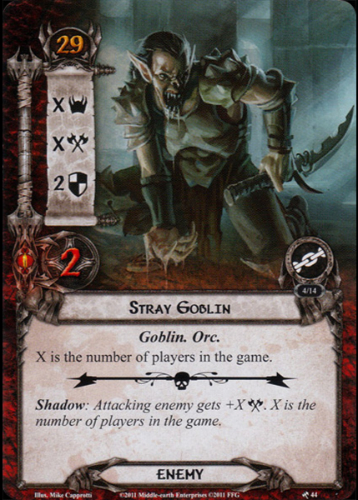 29
X
X
2
2
4/14
STRAY GOBLIN
Goblin. Orc.
X is the number of players in the game.
Shadow: Attacking enemy gets +X . X is the
number of players in the game.
ENEMY
Illus. Mike Capprotti ©2011 Middle-earth Enterprises ©2011 FFG 44